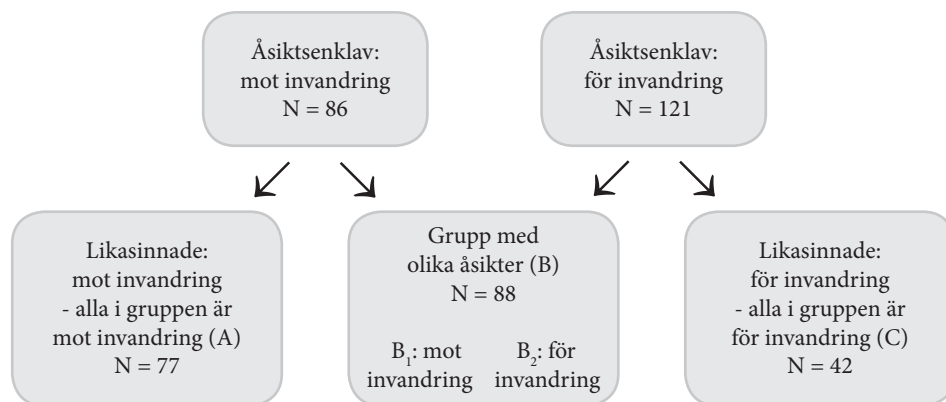 Åsiktsenklav:
mot invandring
N = 86
Åsiktsenklav:
för invandring
N = 121
Likasinnade:
mot invandring
- alla i gruppen är
mot invandring (A)
N = 77
Grupp med
olika åsikter (B)
N = 88
B₁: mot
invandring
B₂: för
invandring
Likasinnade:
för invandring
- alla i gruppen är
för invandring (C)
N = 42